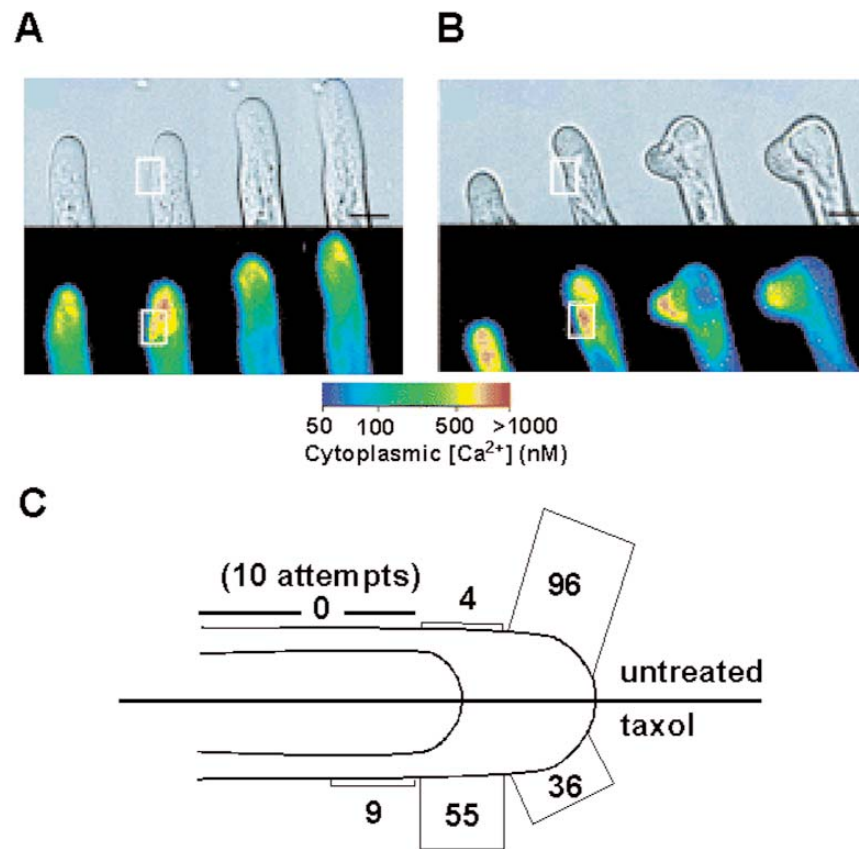 A
B
50 100 500 >1000
Cytoplasmic [Ca²⁺] (nM)
C
(10 attempts)
0
4
96
untreated
taxol
9
55
36